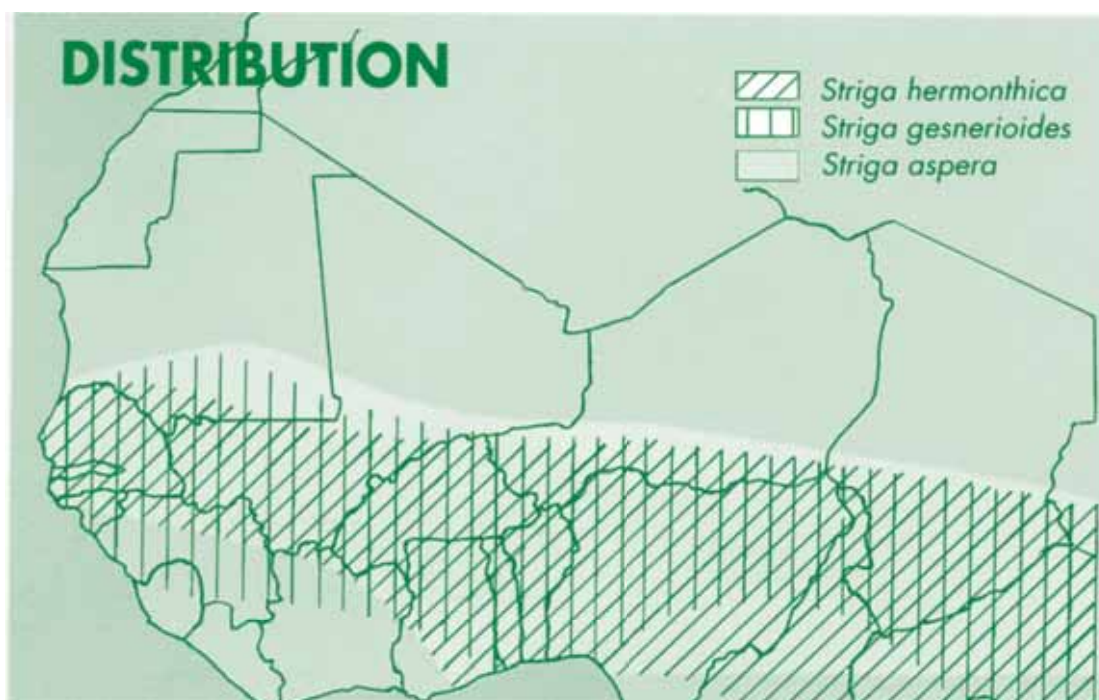 DISTRIBUTION
Striga hermonthica
Striga gesnerioides
Striga aspera